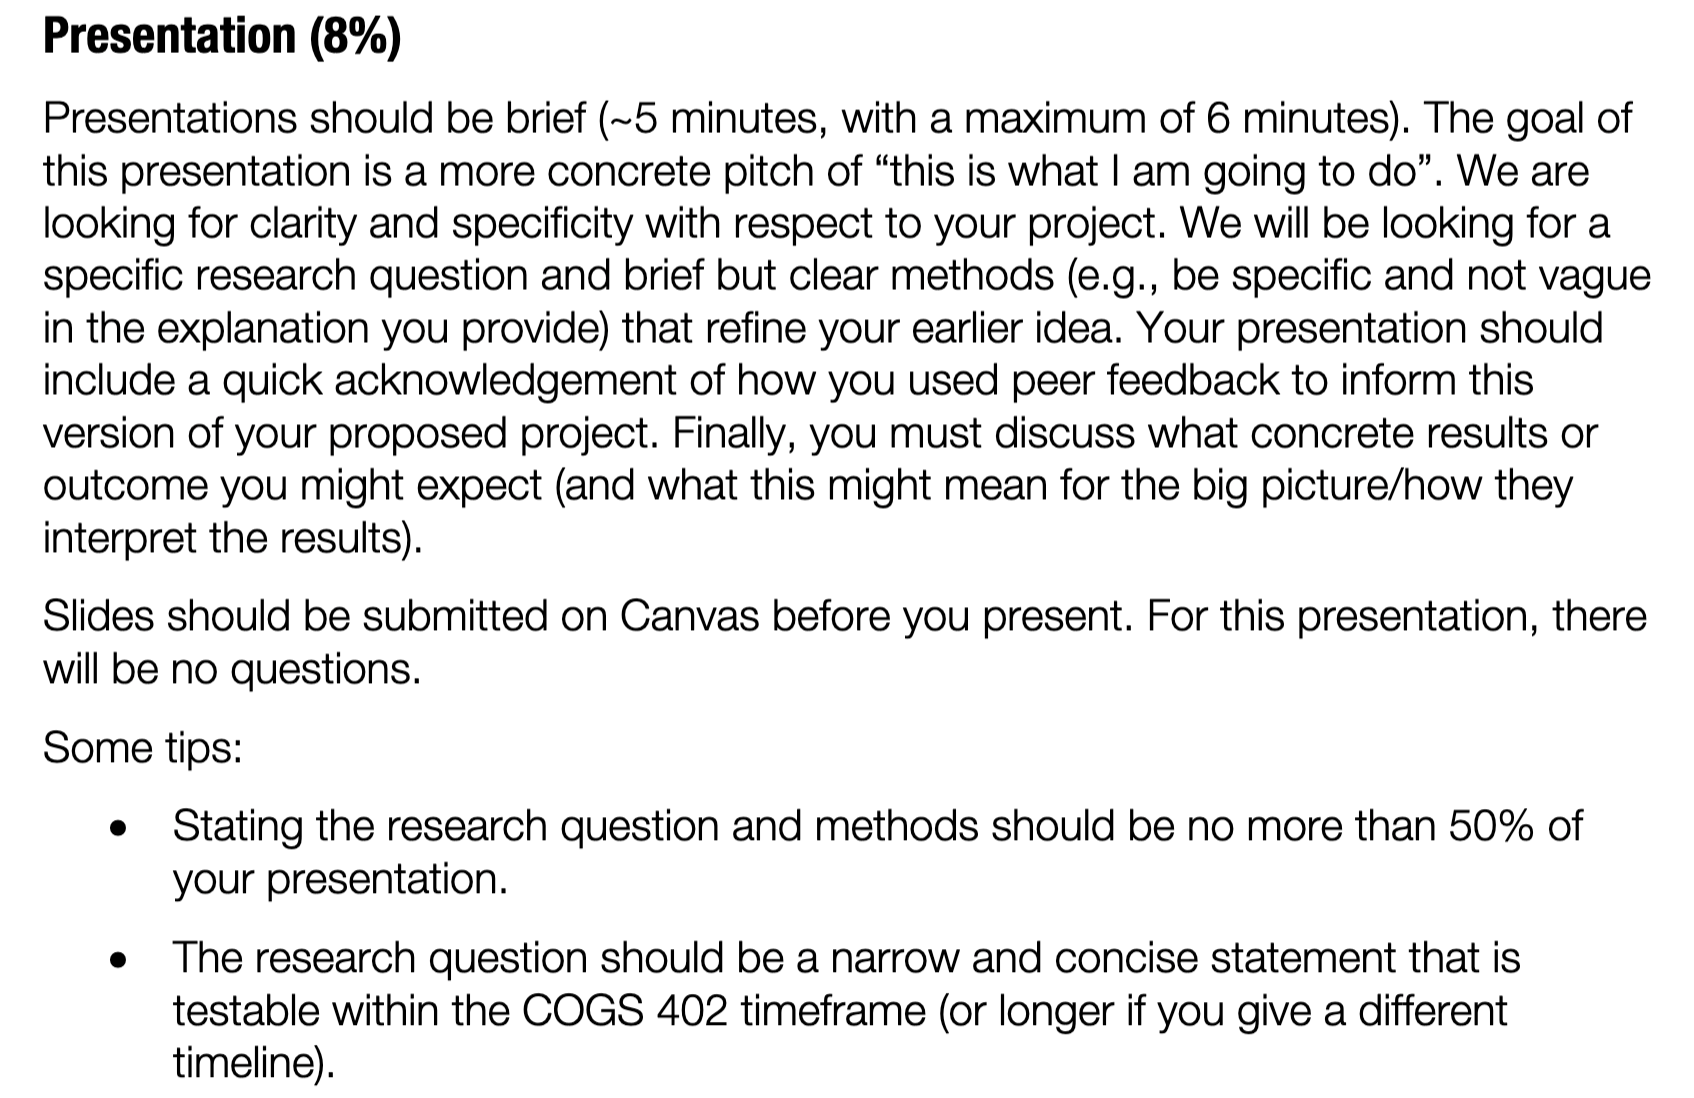 Presentation (8%)
Presentations should be brief (~5 minutes, with a maximum of 6 minutes). The goal of
this presentation is a more concrete pitch of “this is what I am going to do”. We are
looking for clarity and specificity with respect to your project. We will be looking for a
specific research question and brief but clear methods (e.g., be specific and not vague
in the explanation you provide) that refine your earlier idea. Your presentation should
include a quick acknowledgement of how you used peer feedback to inform this
version of your proposed project. Finally, you must discuss what concrete results or
outcome you might expect (and what this might mean for the big picture/how they
interpret the results).
Slides should be submitted on Canvas before you present. For this presentation, there
will be no questions.
Some tips:
• Stating the research question and methods should be no more than 50% of
your presentation.
• The research question should be a narrow and concise statement that is
testable within the COGS 402 timeframe (or longer if you give a different
timeline).